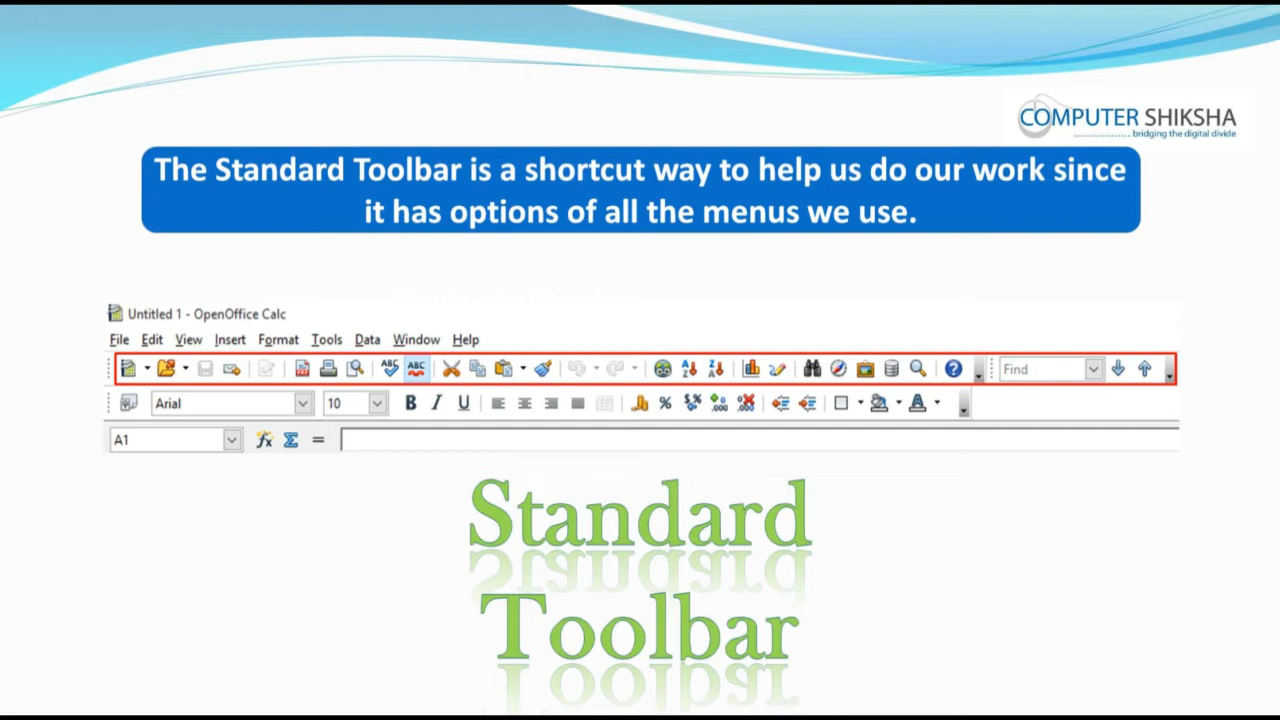 COMPUTER SHIKSHA
bridging the digital divide
The Standard Toolbar is a shortcut way to help us do our work since
it has options of all the menus we use.
Untitled 1 - OpenOffice Calc
File Edit View Insert Format Tools Data Window Help
ABC ABC Find
Arial 10 B I U
A1
Standard
Toolbar